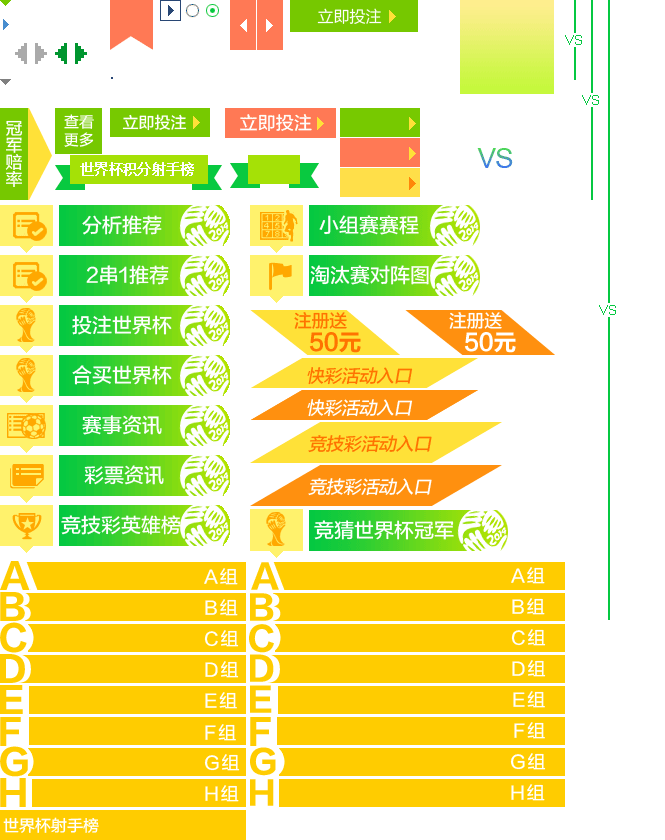 立即投注
VS
VS
冠军赔率
查看
更多
立即投注
立即投注
VS
世界杯积分射手榜
分析推荐
小组赛赛程
2串1推荐
淘汰赛对阵图
投注世界杯
注册送
50元
注册送
50元
VS
合买世界杯
快彩活动入口
快彩活动入口
赛事资讯
竞技彩活动入口
彩票资讯
竞技彩活动入口
竞技彩英雄榜
竞猜世界杯冠军
A A组
A A组
B B组
B B组
C C组
C C组
D D组
D D组
E E组
E E组
F F组
F F组
G G组
G G组
H H组
H H组
世界杯射手榜